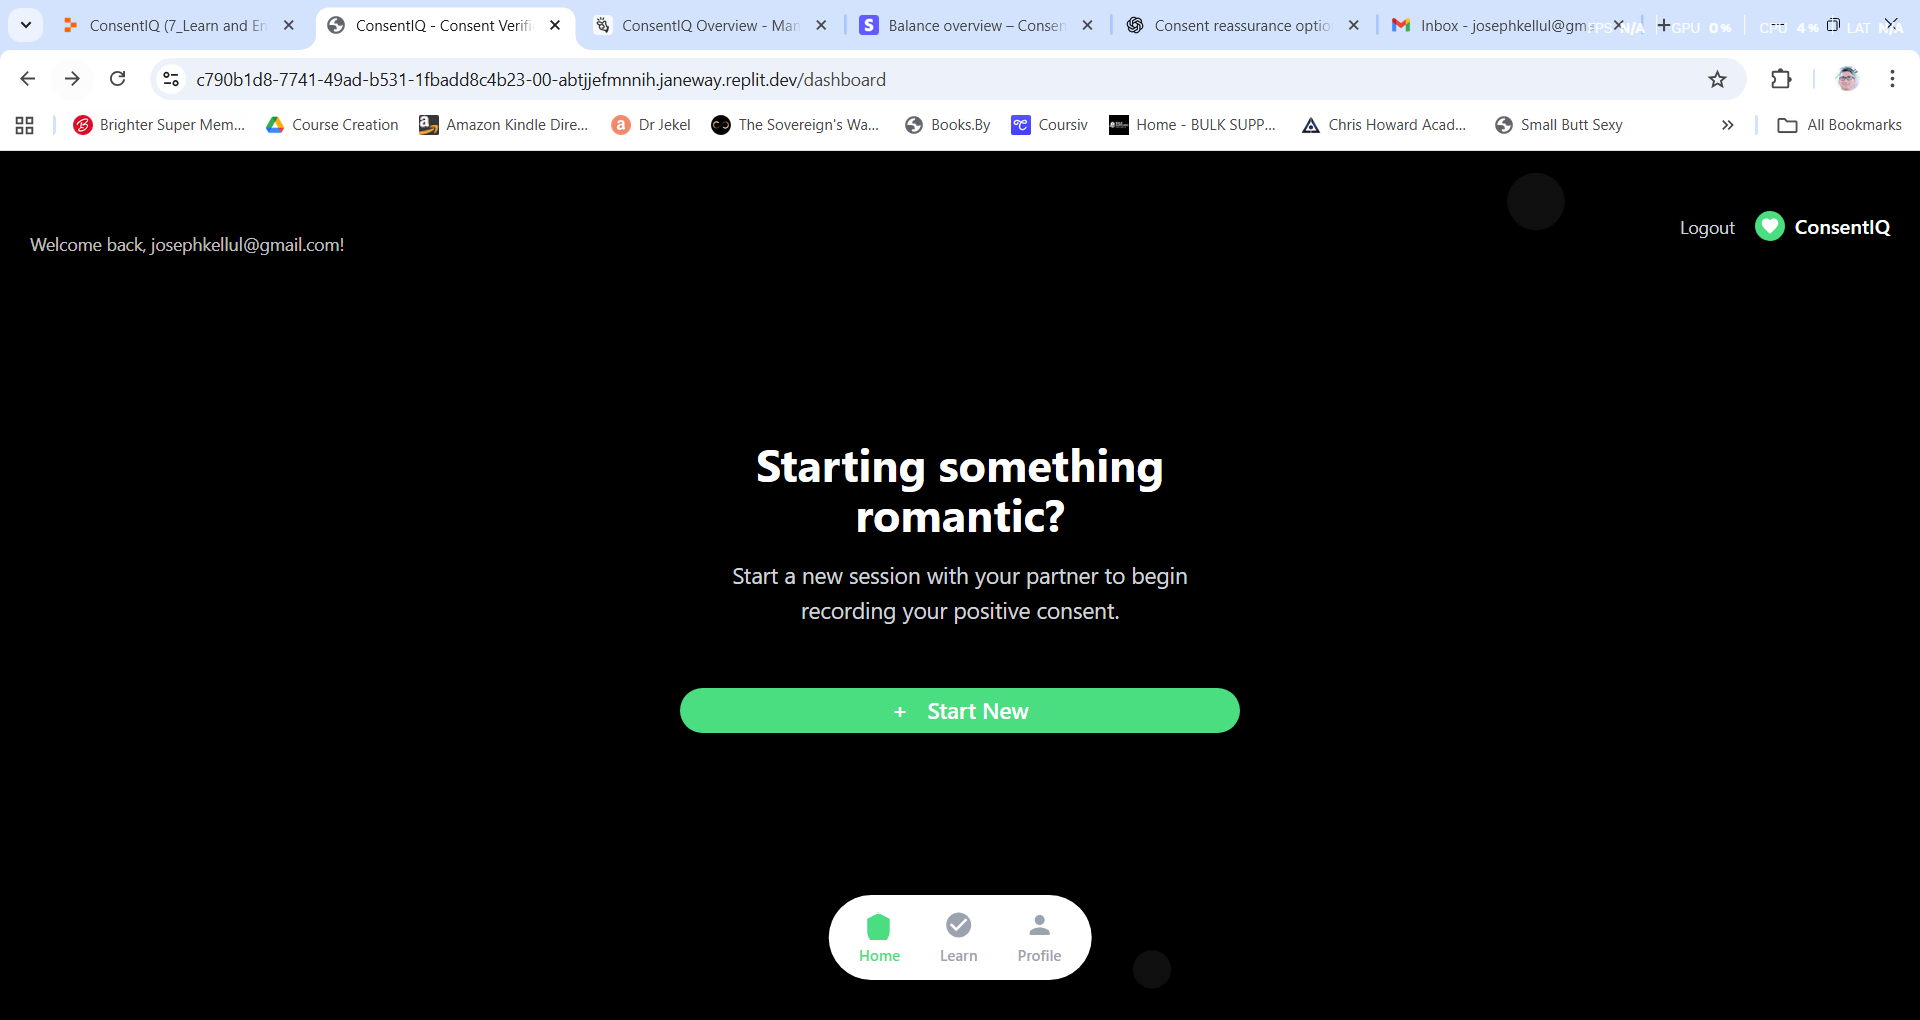 ConsentIQ (7_Learn and En
ConsentIQ - Consent Verifi
ConsentIQ Overview - Man
Balance overview – Consen
Consent reassurance optio
Inbox - josephkellul@gm
FPS N/A GPU 0% CPU 4% LAT N/A
c790b1d8-7741-49ad-b531-1fbadd8c4b23-00-abtjjefmnnih.janeway.replit.dev/dashboard
Brighter Super Mem...
Course Creation
Amazon Kindle Dire...
Dr Jekel
The Sovereign's Wa...
Books.By
Coursiv
Home - BULK SUPP...
Chris Howard Acad...
Small Butt Sexy
All Bookmarks
Logout
ConsentIQ
Welcome back, josephkellul@gmail.com!
Starting something
romantic?
Start a new session with your partner to begin
recording your positive consent.
+ Start New
Home
Learn
Profile